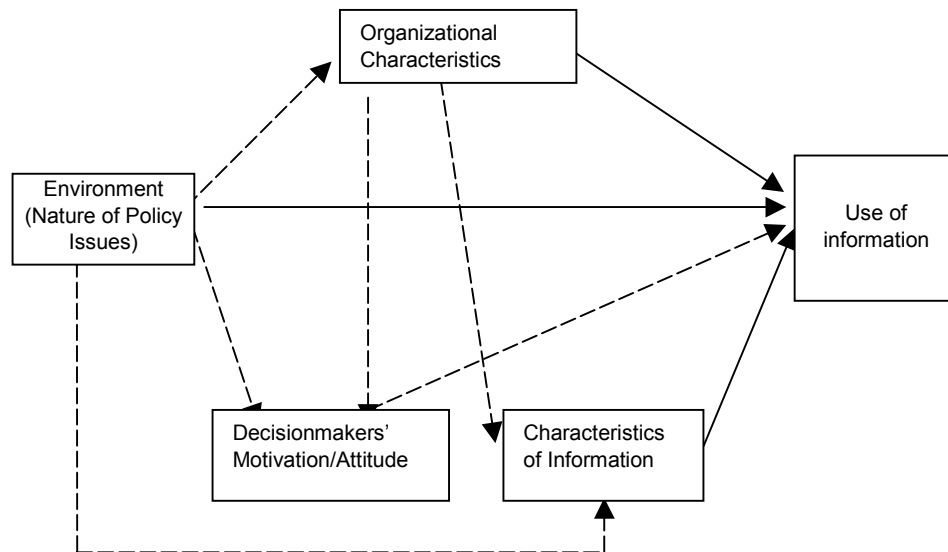 Organizational
Characteristics
Environment
(Nature of Policy
Issues)
Use of
information
Decisionmakers’
Motivation/Attitude
Characteristics
of Information